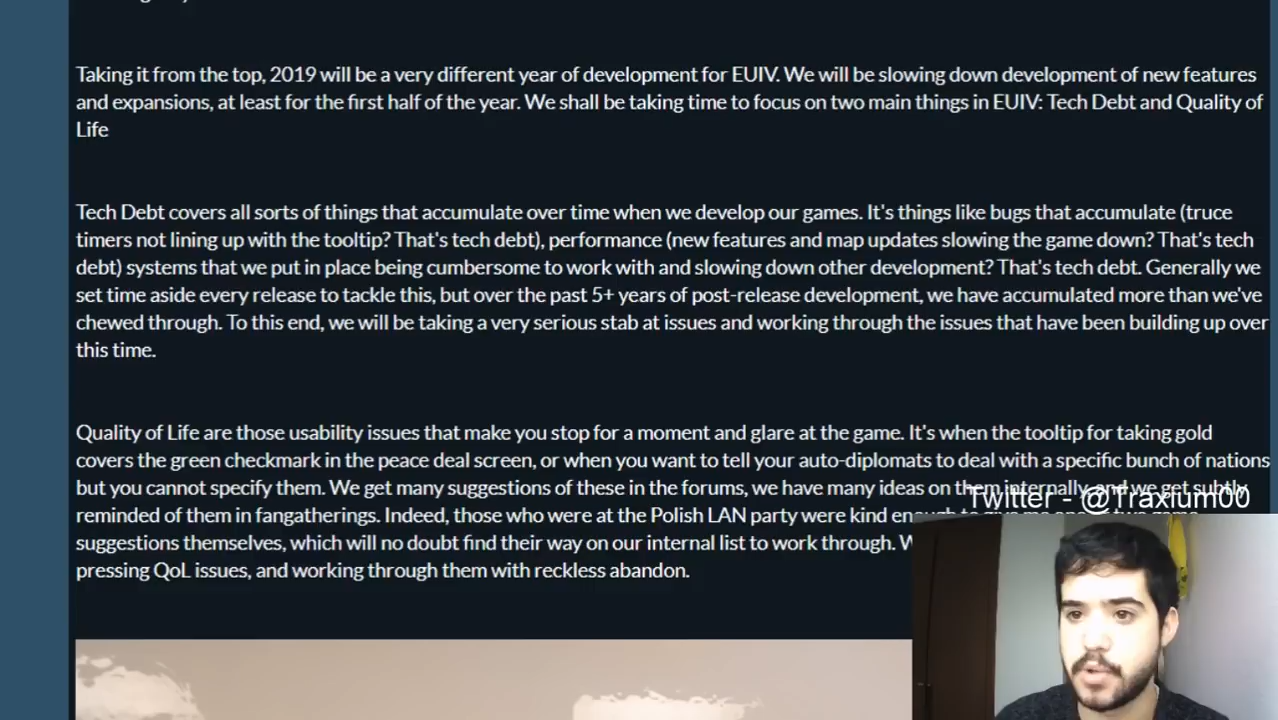 Taking it from the top, 2019 will be a very different year of development for EUIV. We will be slowing down development of new features
and expansions, at least for the first half of the year. We shall be taking time to focus on two main things in EUIV: Tech Debt and Quality of
Life
Tech Debt covers all sorts of things that accumulate over time when we develop our games. It's things like bugs that accumulate (truce
timers not lining up with the tooltip? That's tech debt), performance (new features and map updates slowing the game down? That's tech
debt) systems that we put in place being cumbersome to work with and slowing down other development? That's tech debt. Generally we
set time aside every release to tackle this, but over the past 5+ years of post-release development, we have accumulated more than we've
chewed through. To this end, we will be taking a very serious stab at issues and working through the issues that have been building up over
this time.
Quality of Life are those usability issues that make you stop for a moment and glare at the game. It's when the tooltip for taking gold
covers the green checkmark in the peace deal screen, or when you want to tell your auto-diplomats to deal with a specific bunch of nations
but you cannot specify them. We get many suggestions of these in the forums, we have many ideas on them internally and we get subtly
Twitter - @Traxium00
reminded of them in fangatherings. Indeed, those who were at the Polish LAN party were kind
suggestions themselves, which will no doubt find their way on our internal list to work through.
pressing QoL issues, and working through them with reckless abandon.